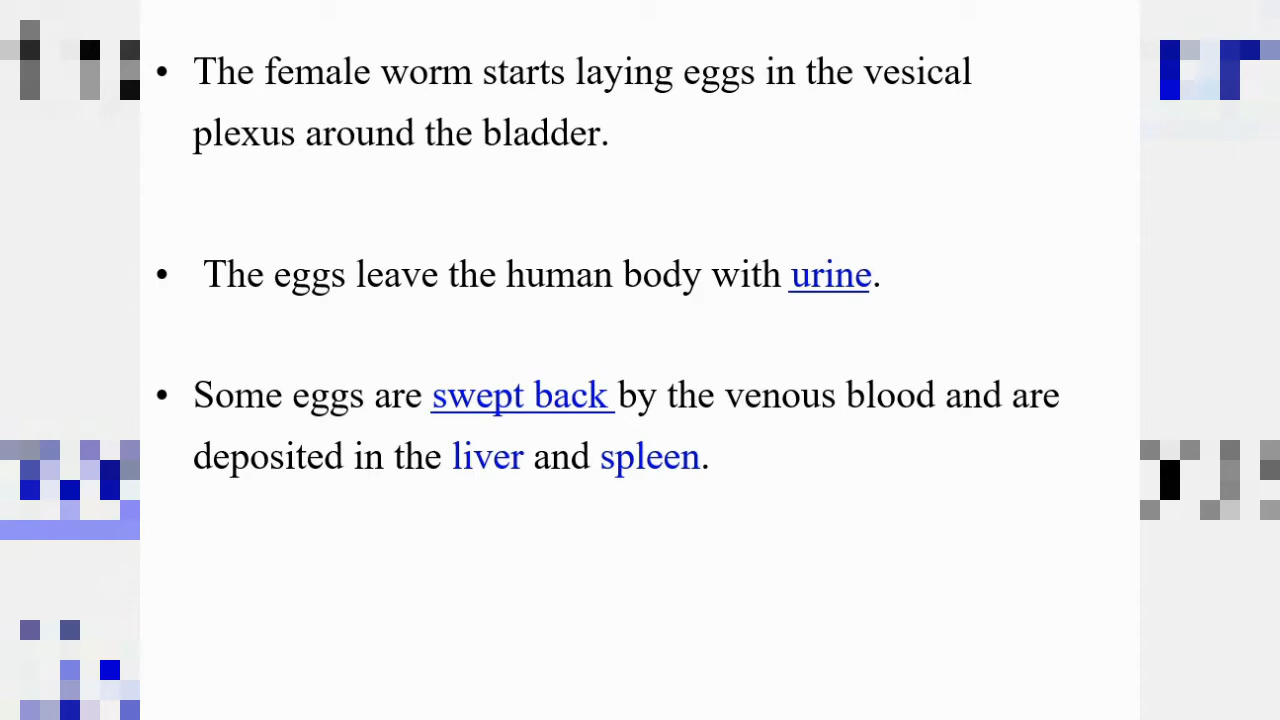 • The female worm starts laying eggs in the vesical
plexus around the bladder.
• The eggs leave the human body with urine.
• Some eggs are swept back by the venous blood and are
deposited in the liver and spleen.